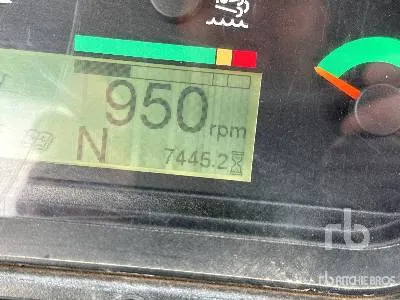 950 rpm
N 7445.2
rb
RITCHIE BROS